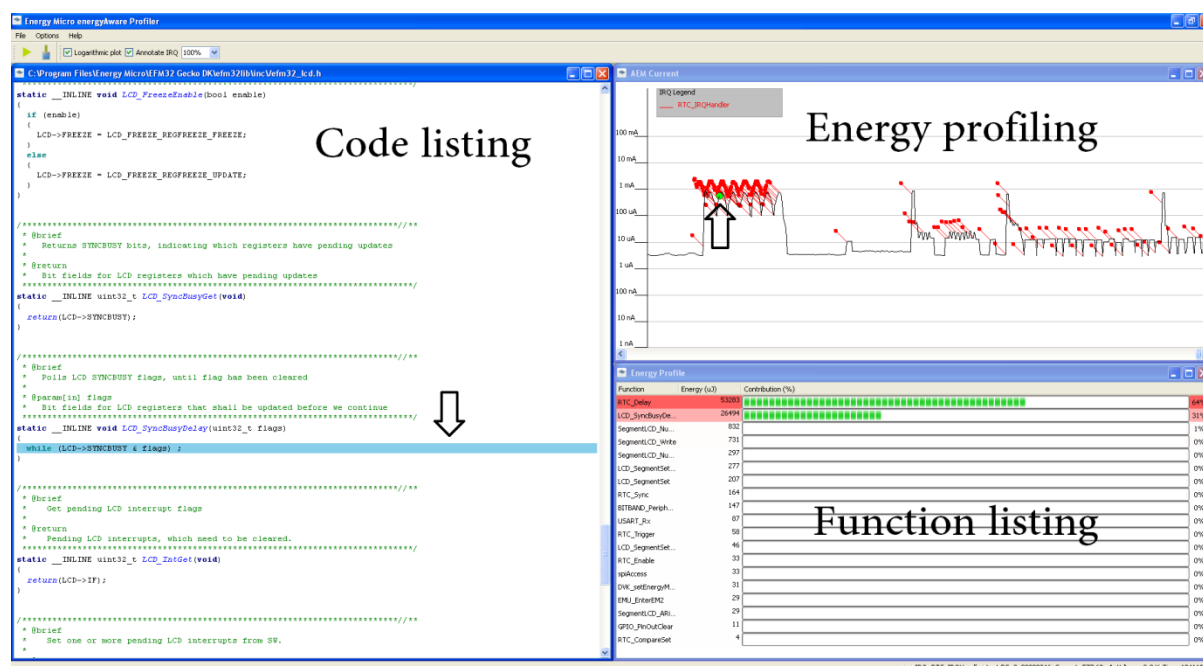 Energy Micro energyAware Profiler
File Options Help
Logarithmic plot Annotate IRQ 100%
C:\Program Files\Energy Micro\EFM32 Gecko DK\efm32lib\inc\efm32_lcd.h
static __INLINE void LCD_FreezeEnable(bool enable)
{
if (enable)
{
LCD->FREEZE = LCD_FREEZE_REGFREEZE_FREEZE;
}
else
{
LCD->FREEZE = LCD_FREEZE_REGFREEZE_UPDATE;
}
}
Code listing
/***************************************************************************//**
* @brief
* Returns SYNCBUSY bits, indicating which registers have pending updates
*
* @return
* Bit fields for LCD registers which have pending updates
******************************************************************************/
static __INLINE uint32_t LCD_SyncBusyGet(void)
{
return(LCD->SYNCBUSY);
}
/***************************************************************************//**
* @brief
* Polls LCD SYNCBUSY flags, until flag has been cleared
*
* @param[in] flags
* Bit fields for LCD registers that shall be updated before we continue
******************************************************************************/
static __INLINE void LCD_SyncBusyDelay(uint32_t flags)
{
while (LCD->SYNCBUSY & flags) ;
}
/***************************************************************************//**
* @brief
* Get pending LCD interrupt flags
*
* @return
* Pending LCD interrupts, which need to be cleared.
******************************************************************************/
static __INLINE uint32_t LCD_IntGet(void)
{
return(LCD->IF);
}
/***************************************************************************//**
* @brief
* Set one or more pending LCD interrupts from SW.
*
AEM Current
IRQ Legend
RTC_IRQHandler
Energy profiling
100 mA
10 mA
1 mA
100 uA
10 uA
1 uA
100 nA
10 nA
1 nA
Energy Profile
Function Energy (uJ) Contribution (%)
RTC_Delay 53283 64%
LCD_SyncBusyDe... 26494 31%
SegmentLCD_Nu... 832 1%
SegmentLCD_Write 731 0%
SegmentLCD_Nu... 297 0%
LCD_SegmentSet... 277 0%
LCD_SegmentSet 207 0%
RTC_Sync 164 0%
BITBAND_Periph... 147 0%
USART_Rx 87 0%
RTC_Trigger 58 0%
LCD_SegmentSet... 46 0%
RTC_Enable 33 0%
spiAccess 33 0%
DVK_setEnergyM... 31 0%
EMU_EnterEM2 29 0%
SegmentLCD_ARi... 29 0%
GPIO_PinOutClear 11 0%
RTC_CompareSet 4 0%
Function listing